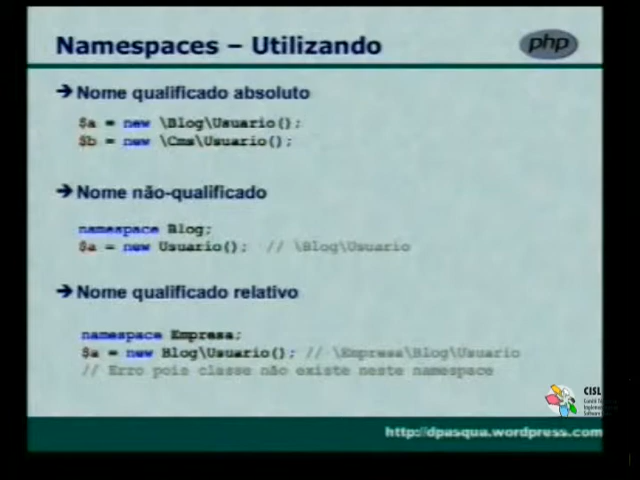 Namespaces – Utilizando
php
➔ Nome qualificado absoluto
$a = new \Blog\Usuario();
$b = new \Cms\Usuario();
➔ Nome não-qualificado
namespace Blog;
$a = new Usuario(); // \Blog\Usuario
➔ Nome qualificado relativo
namespace Empresa;
$a = new Blog\Usuario(); // \Empresa\Blog\Usuario
// Erro pois classe não existe neste namespace
CISL
http://dpasqua.wordpress.com